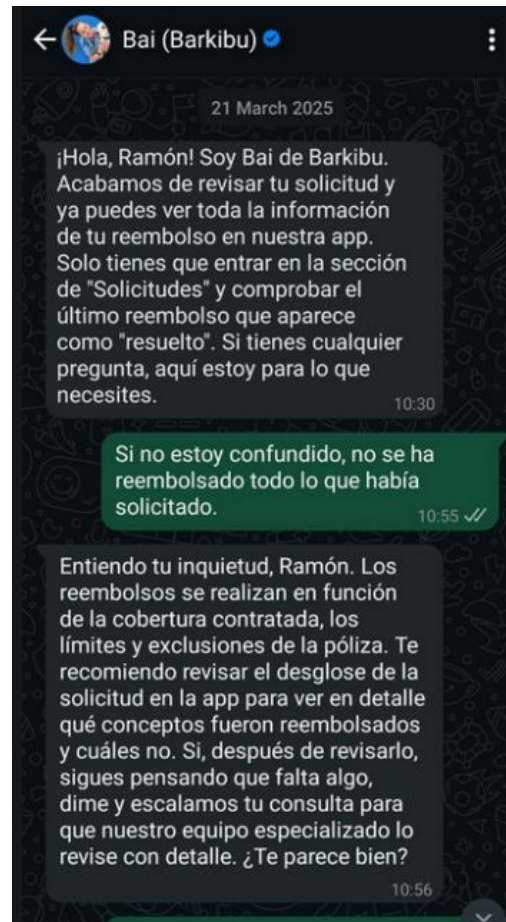 Bai (Barkibu)
21 March 2025
¡Hola, Ramón! Soy Bai de Barkibu.
Acabamos de revisar tu solicitud y
ya puedes ver toda la información
de tu reembolso en nuestra app.
Solo tienes que entrar en la sección
de "Solicitudes" y comprobar el
último reembolso que aparece
como "resuelto". Si tienes cualquier
pregunta, aquí estoy para lo que
necesites.
10:30
Si no estoy confundido, no se ha
reembolsado todo lo que había
solicitado.
10:55
Entiendo tu inquietud, Ramón. Los
reembolsos se realizan en función
de la cobertura contratada, los
límites y exclusiones de la póliza. Te
recomiendo revisar el desglose de la
solicitud en la app para ver en detalle
qué conceptos fueron reembolsados
y cuáles no. Si, después de revisarlo,
sigues pensando que falta algo,
dime y escalamos tu consulta para
que nuestro equipo especializado lo
revise con detalle. ¿Te parece bien?
10:56